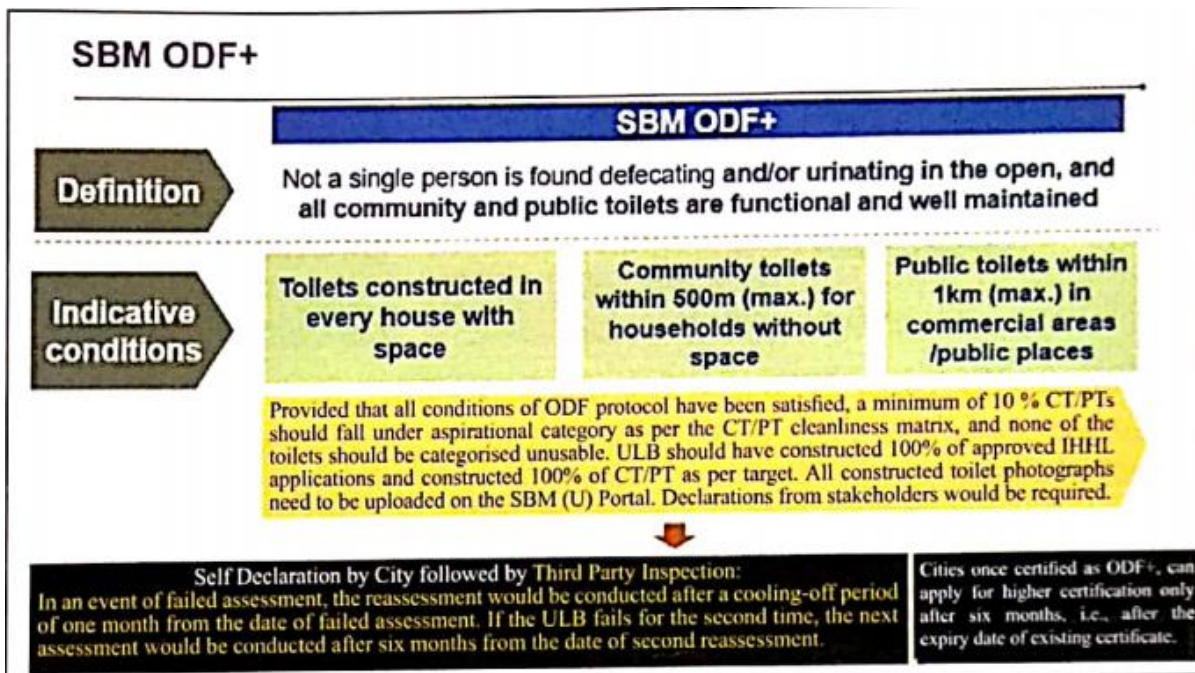 SBM ODF+
SBM ODF+
Definition
Not a single person is found defecating and/or urinating in the open, and
all community and public toilets are functional and well maintained
Indicative
conditions
Toilets constructed in
every house with
space
Community toilets
within 500m (max.) for
households without
space
Public toilets within
1km (max.) in
commercial areas
/public places
Provided that all conditions of ODF protocol have been satisfied, a minimum of 10 % CT/PTs
should fall under aspirational category as per the CT/PT cleanliness matrix, and none of the
toilets should be categorised unusable. ULB should have constructed 100% of approved IHHL
applications and constructed 100% of CT/PT as per target. All constructed toilet photographs
need to be uploaded on the SBM (U) Portal. Declarations from stakeholders would be required.
Self Declaration by City followed by Third Party Inspection:
In an event of failed assessment, the reassessment would be conducted after a cooling-off period
of one month from the date of failed assessment. If the ULB fails for the second time, the next
assessment would be conducted after six months from the date of second reassessment.
Cities once certified as ODF+, can
apply for higher certification only
after six months, i.e., after the
expiry date of existing certificate.